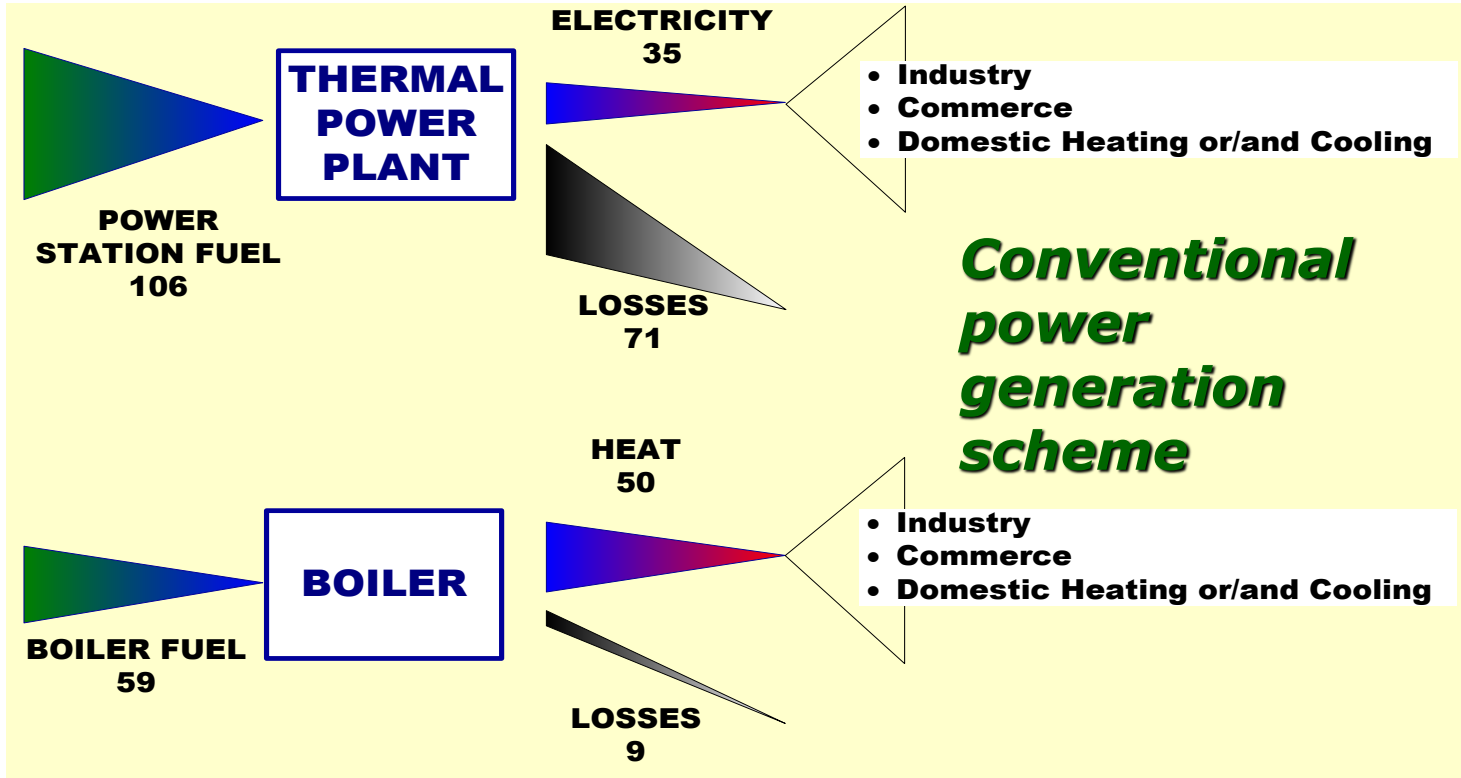 ELECTRICITY
35
THERMAL
POWER
PLANT
• Industry
• Commerce
• Domestic Heating or/and Cooling
POWER
STATION FUEL
106
LOSSES
71
Conventional
power
generation
scheme
HEAT
50
BOILER
• Industry
• Commerce
• Domestic Heating or/and Cooling
BOILER FUEL
59
LOSSES
9